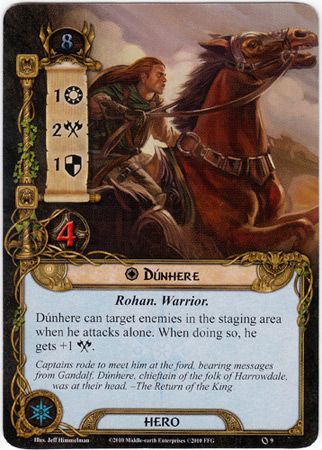 8
1
2
1
4
DÚNHERE
Rohan. Warrior.
Dúnhere can target enemies in the staging area
when he attacks alone. When doing so, he
gets +1 .
Captains rode to meet him at the ford, bearing messages
from Gandalf. Dúnhere, chieftain of the folk of Harrowdale,
was at their head. –The Return of the King
HERO
Illus. Jeff Himmelman
©2010 Middle-earth Enterprises ©2010 FFG
9